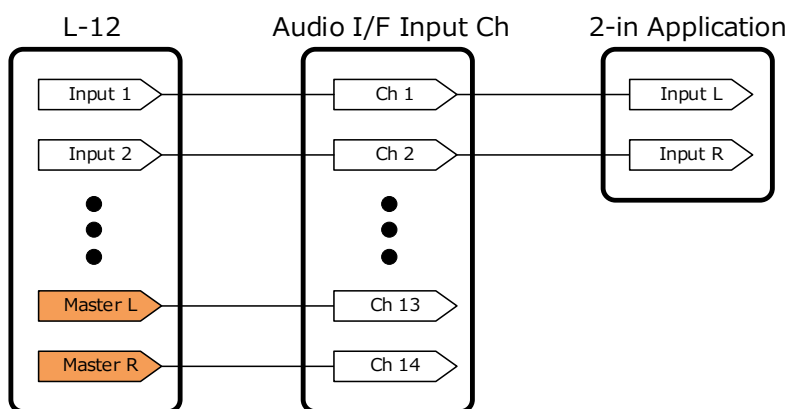 L-12
Audio I/F Input Ch
2-in Application
Input 1
Ch 1
Input L
Input 2
Ch 2
Input R
Master L
Ch 13
Master R
Ch 14